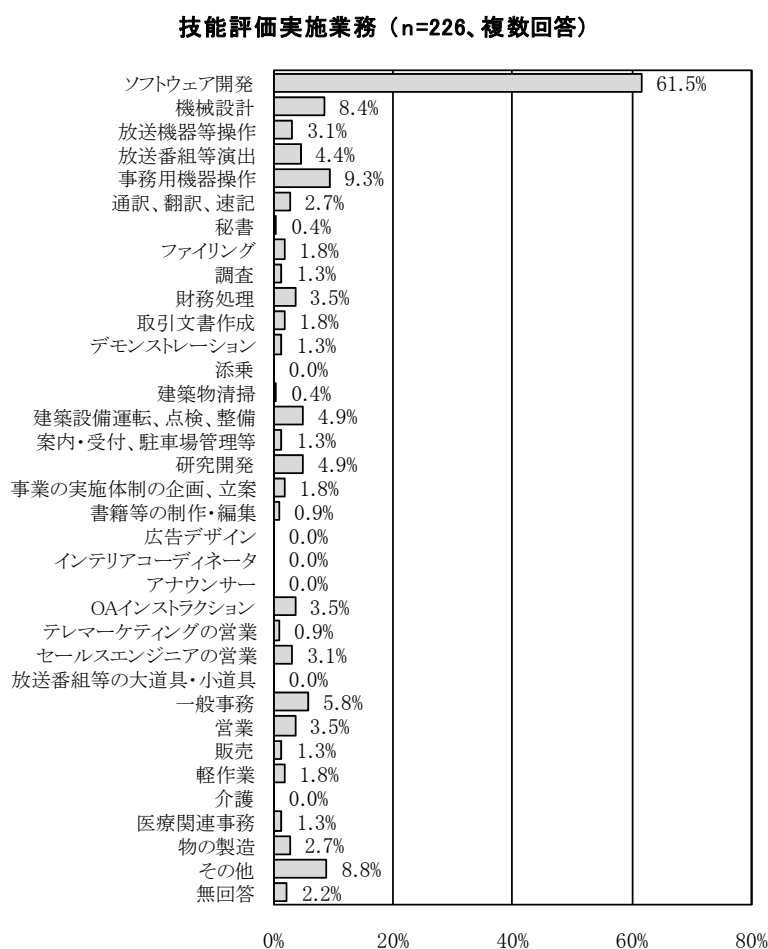 技能評価実施業務（n=226、複数回答）
ソフトウェア開発 61.5%
機械設計 8.4%
放送機器等操作 3.1%
放送番組等演出 4.4%
事務用機器操作 9.3%
通訳、翻訳、速記 2.7%
秘書 0.4%
ファイリング 1.8%
調査 1.3%
財務処理 3.5%
取引文書作成 1.8%
デモンストレーション 1.3%
添乗 0.0%
建築物清掃 0.4%
建築設備運転、点検、整備 4.9%
案内・受付、駐車場管理等 1.3%
研究開発 4.9%
事業の実施体制の企画、立案 1.8%
書籍等の制作・編集 0.9%
広告デザイン 0.0%
インテリアコーディネータ 0.0%
アナウンサー 0.0%
OAインストラクション 3.5%
テレマーケティングの営業 0.9%
セールスエンジニアの営業 3.1%
放送番組等の大道具・小道具 0.0%
一般事務 5.8%
営業 3.5%
販売 1.3%
軽作業 1.8%
介護 0.0%
医療関連事務 1.3%
物の製造 2.7%
その他 8.8%
無回答 2.2%
0% 20% 40% 60% 80%